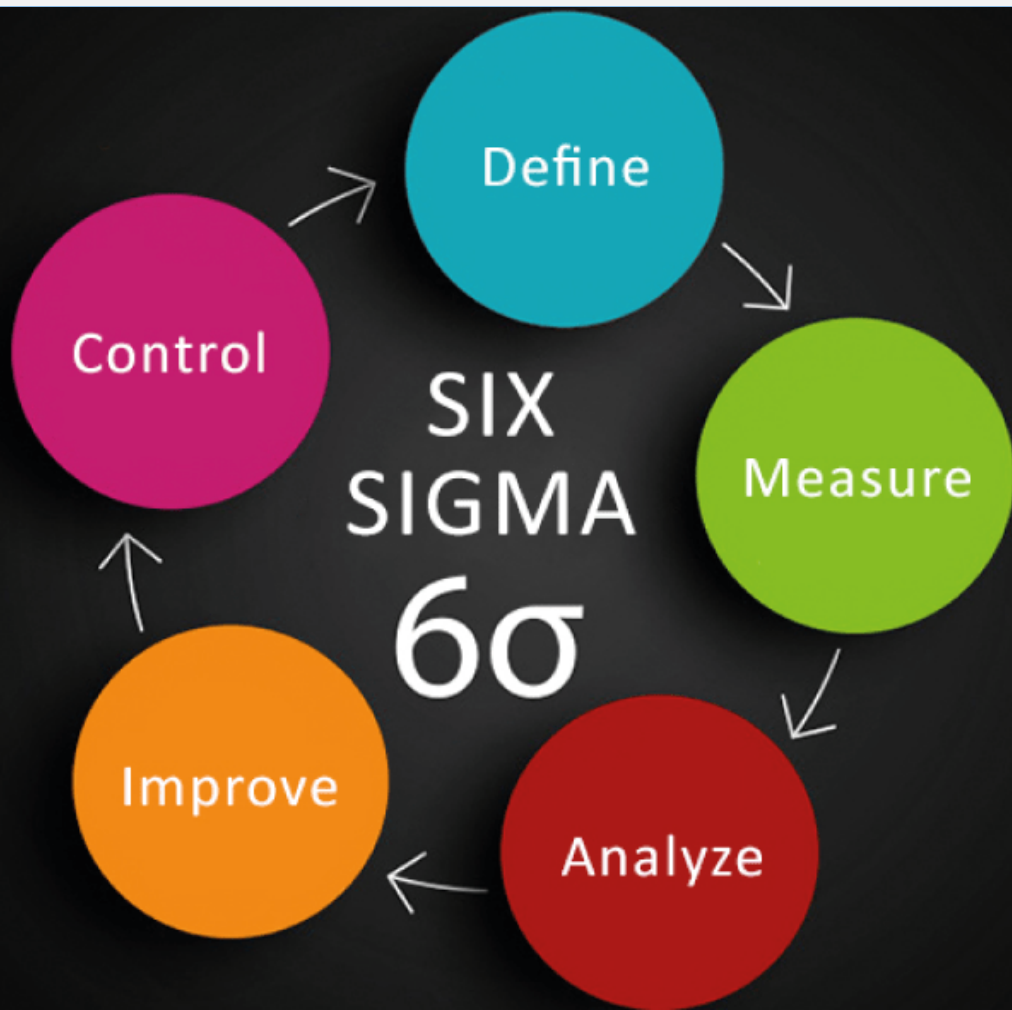 Define
Measure
Analyze
Improve
Control
SIX
SIGMA
6σ